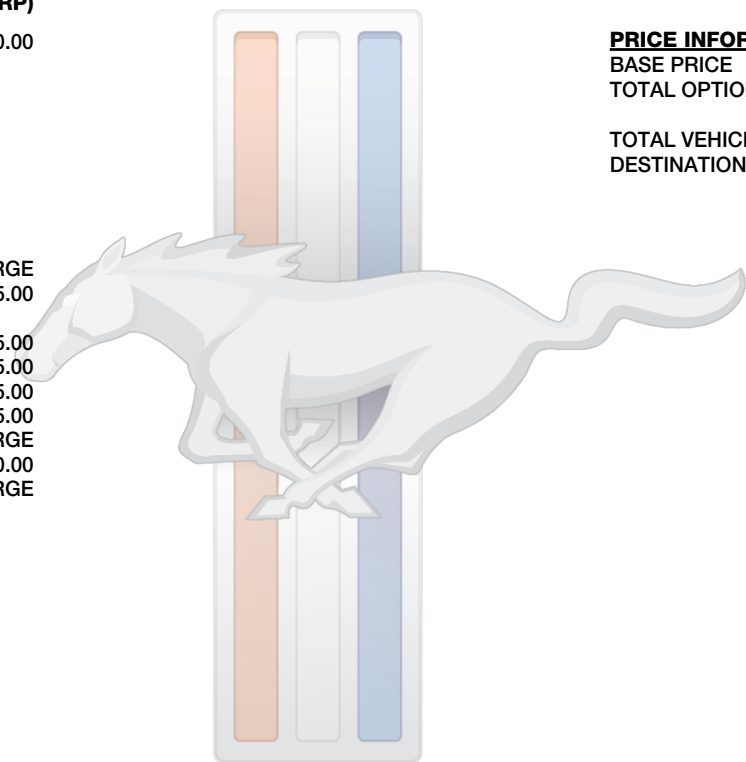 RP)
0.00
RGE
5.00
5.00
5.00
5.00
5.00
RGE
0.00
RGE
PRICE INFOR
BASE PRICE
TOTAL OPTIO
TOTAL VEHICL
DESTINATION